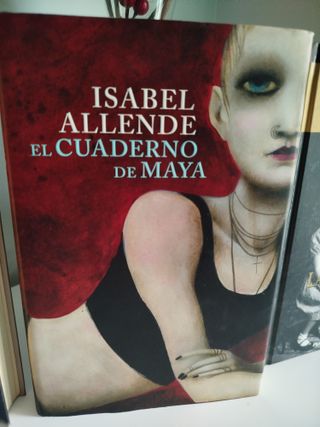 ISABEL
ALLENDE
EL CUADERNO
DE MAYA